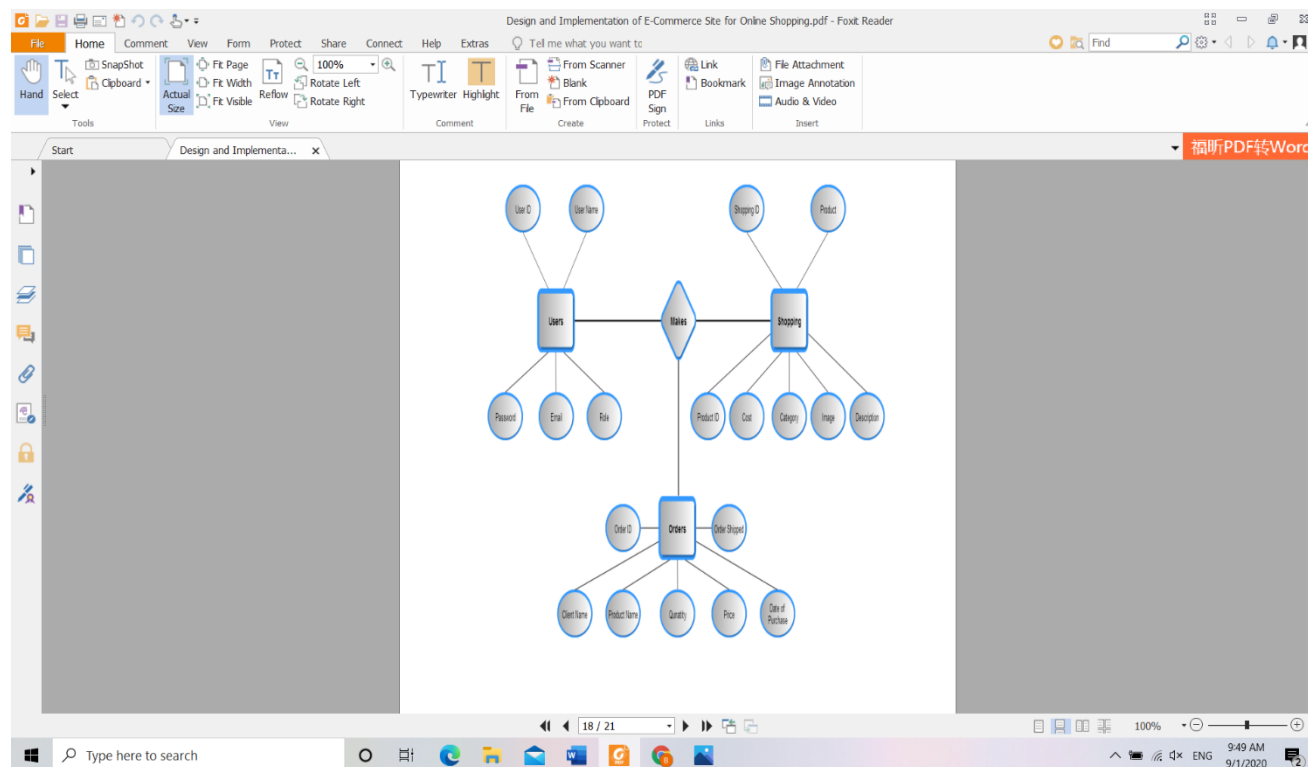 Design and Implementation of E-Commerce Site for Online Shopping.pdf - Foxit Reader
File Home Comment View Form Protect Share Connect Help Extras Tell me what you want to Find
Hand
Select
SnapShot
Clipboard
Tools
Actual Size
Fit Page
Fit Width
Fit Visible
Reflow
100%
Rotate Left
Rotate Right
View
Typewriter Highlight
Comment
From File
From Scanner
Blank
From Clipboard
Create
PDF Sign
Protect
Link
Bookmark
Links
File Attachment
Image Annotation
Audio & Video
Insert
Start
Design and Implementa... x
福昕PDF转Word
User ID User Name Shopping ID Product
Users Makes Shopping
Password Email Role Product ID Cost Category Image Description
Order ID Orders Order Shipped
Client Name Product Name Qunatity Price Date of Purchase
18 / 21
100%
Type here to search
ENG
9:49 AM
9/1/2020